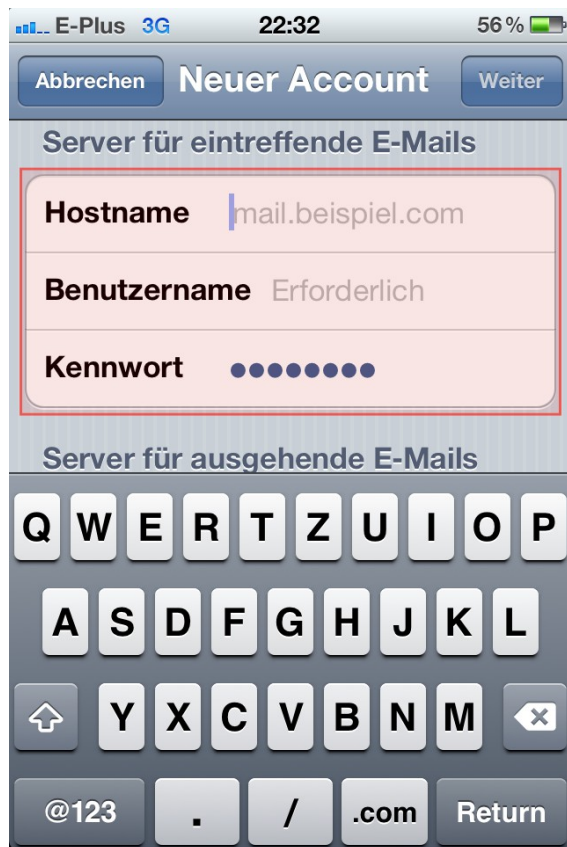 E-Plus 3G 22:32 56 %
Abbrechen Neuer Account Weiter
Server für eintreffende E-Mails
Hostname mail.beispiel.com
Benutzername Erforderlich
Kennwort ●●●●●●●●
Server für ausgehende E-Mails
Q W E R T Z U I O P
A S D F G H J K L
Y X C V B N M
@123 . / .com Return